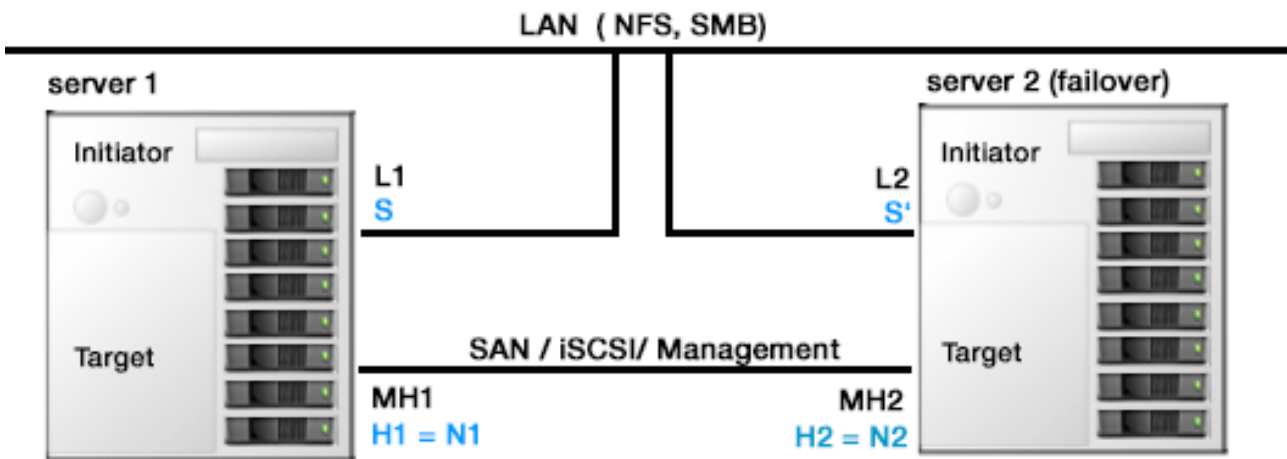 LAN ( NFS, SMB)
server 1
server 2 (failover)
Initiator
Initiator
L1
S
L2
S'
Target
SAN / iSCSI/ Management
Target
MH1
H1 = N1
MH2
H2 = N2